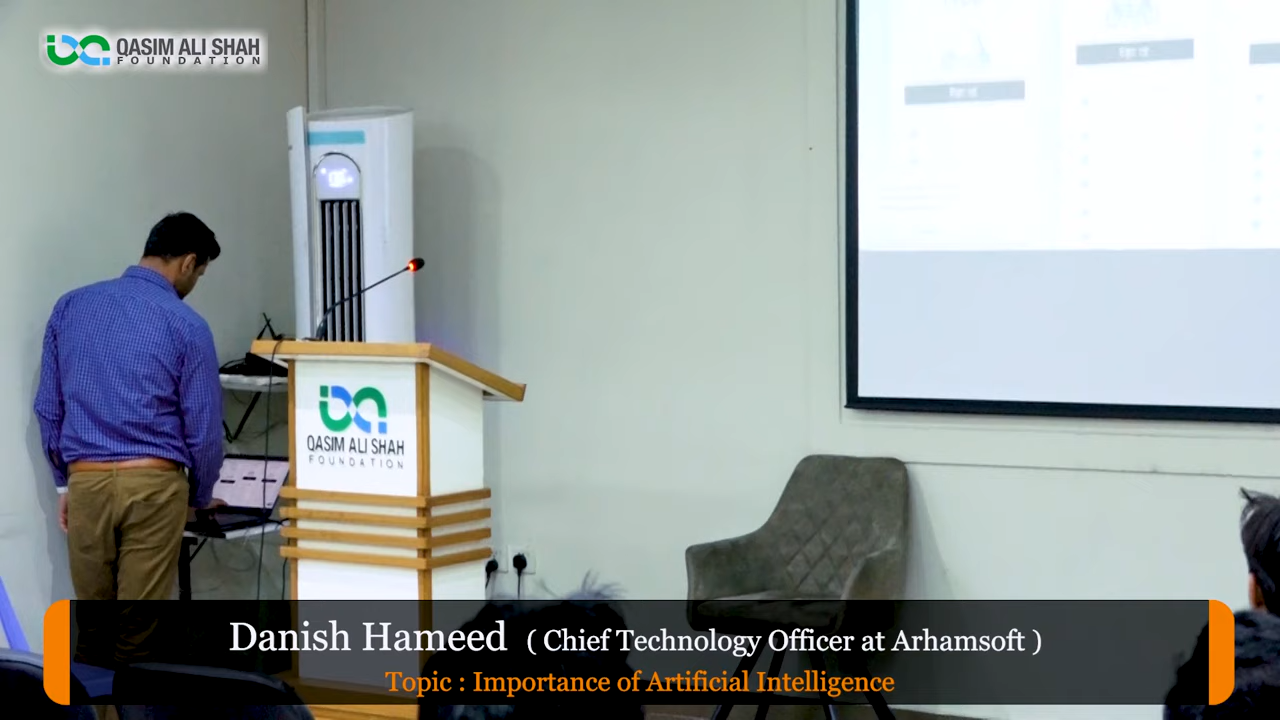 QASIM ALI SHAH
FOUNDATION
QASIM ALI SHAH
FOUNDATION
Danish Hameed ( Chief Technology Officer at Arhamsoft )
Topic : Importance of Artificial Intelligence